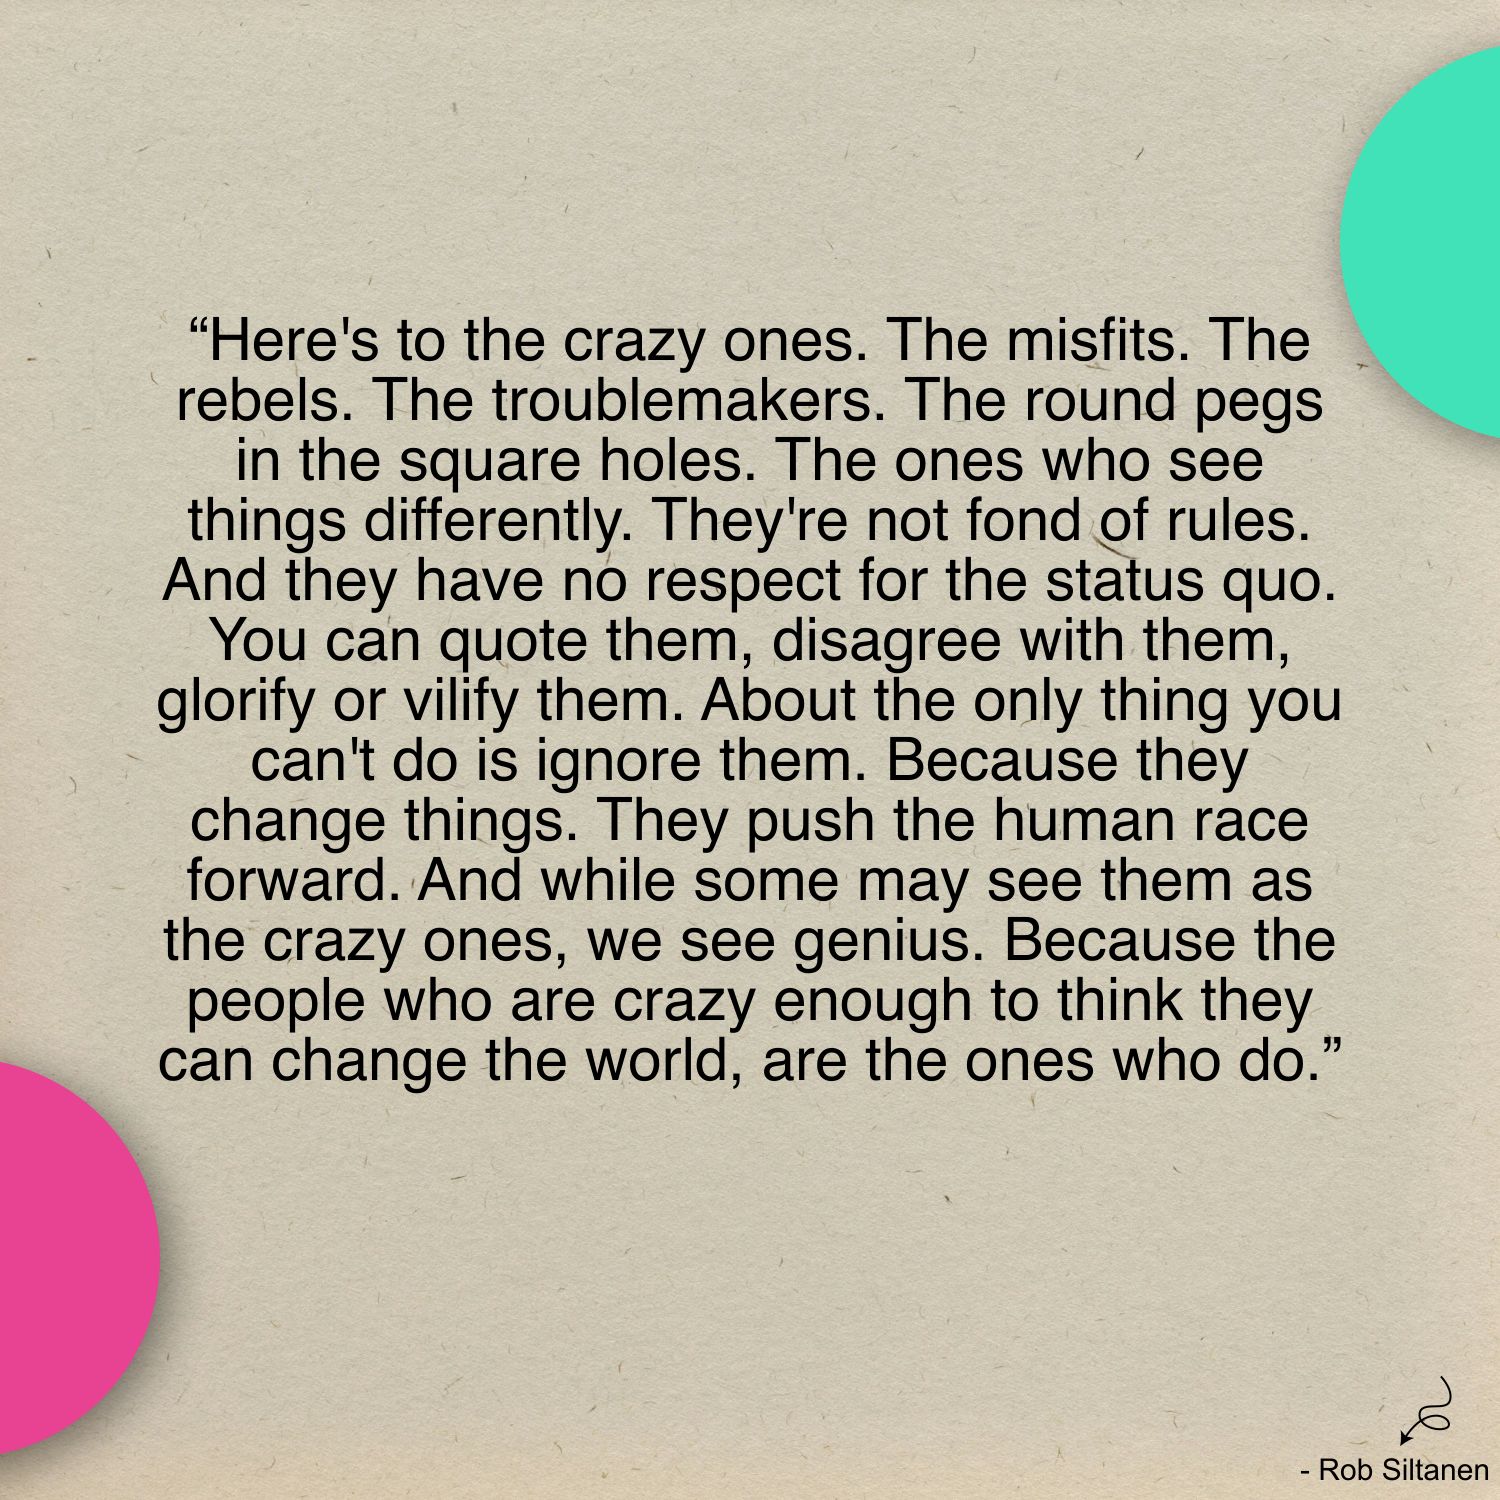 “Here's to the crazy ones. The misfits. The
rebels. The troublemakers. The round pegs
in the square holes. The ones who see
things differently. They're not fond of rules.
And they have no respect for the status quo.
You can quote them, disagree with them,
glorify or vilify them. About the only thing you
can't do is ignore them. Because they
change things. They push the human race
forward. And while some may see them as
the crazy ones, we see genius. Because the
people who are crazy enough to think they
can change the world, are the ones who do.”
- Rob Siltanen